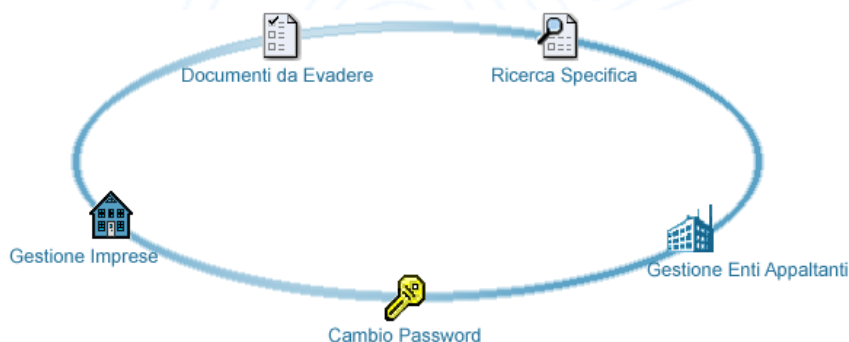 Documenti da Evadere
Ricerca Specifica
Gestione Imprese
Gestione Enti Appaltanti
Cambio Password